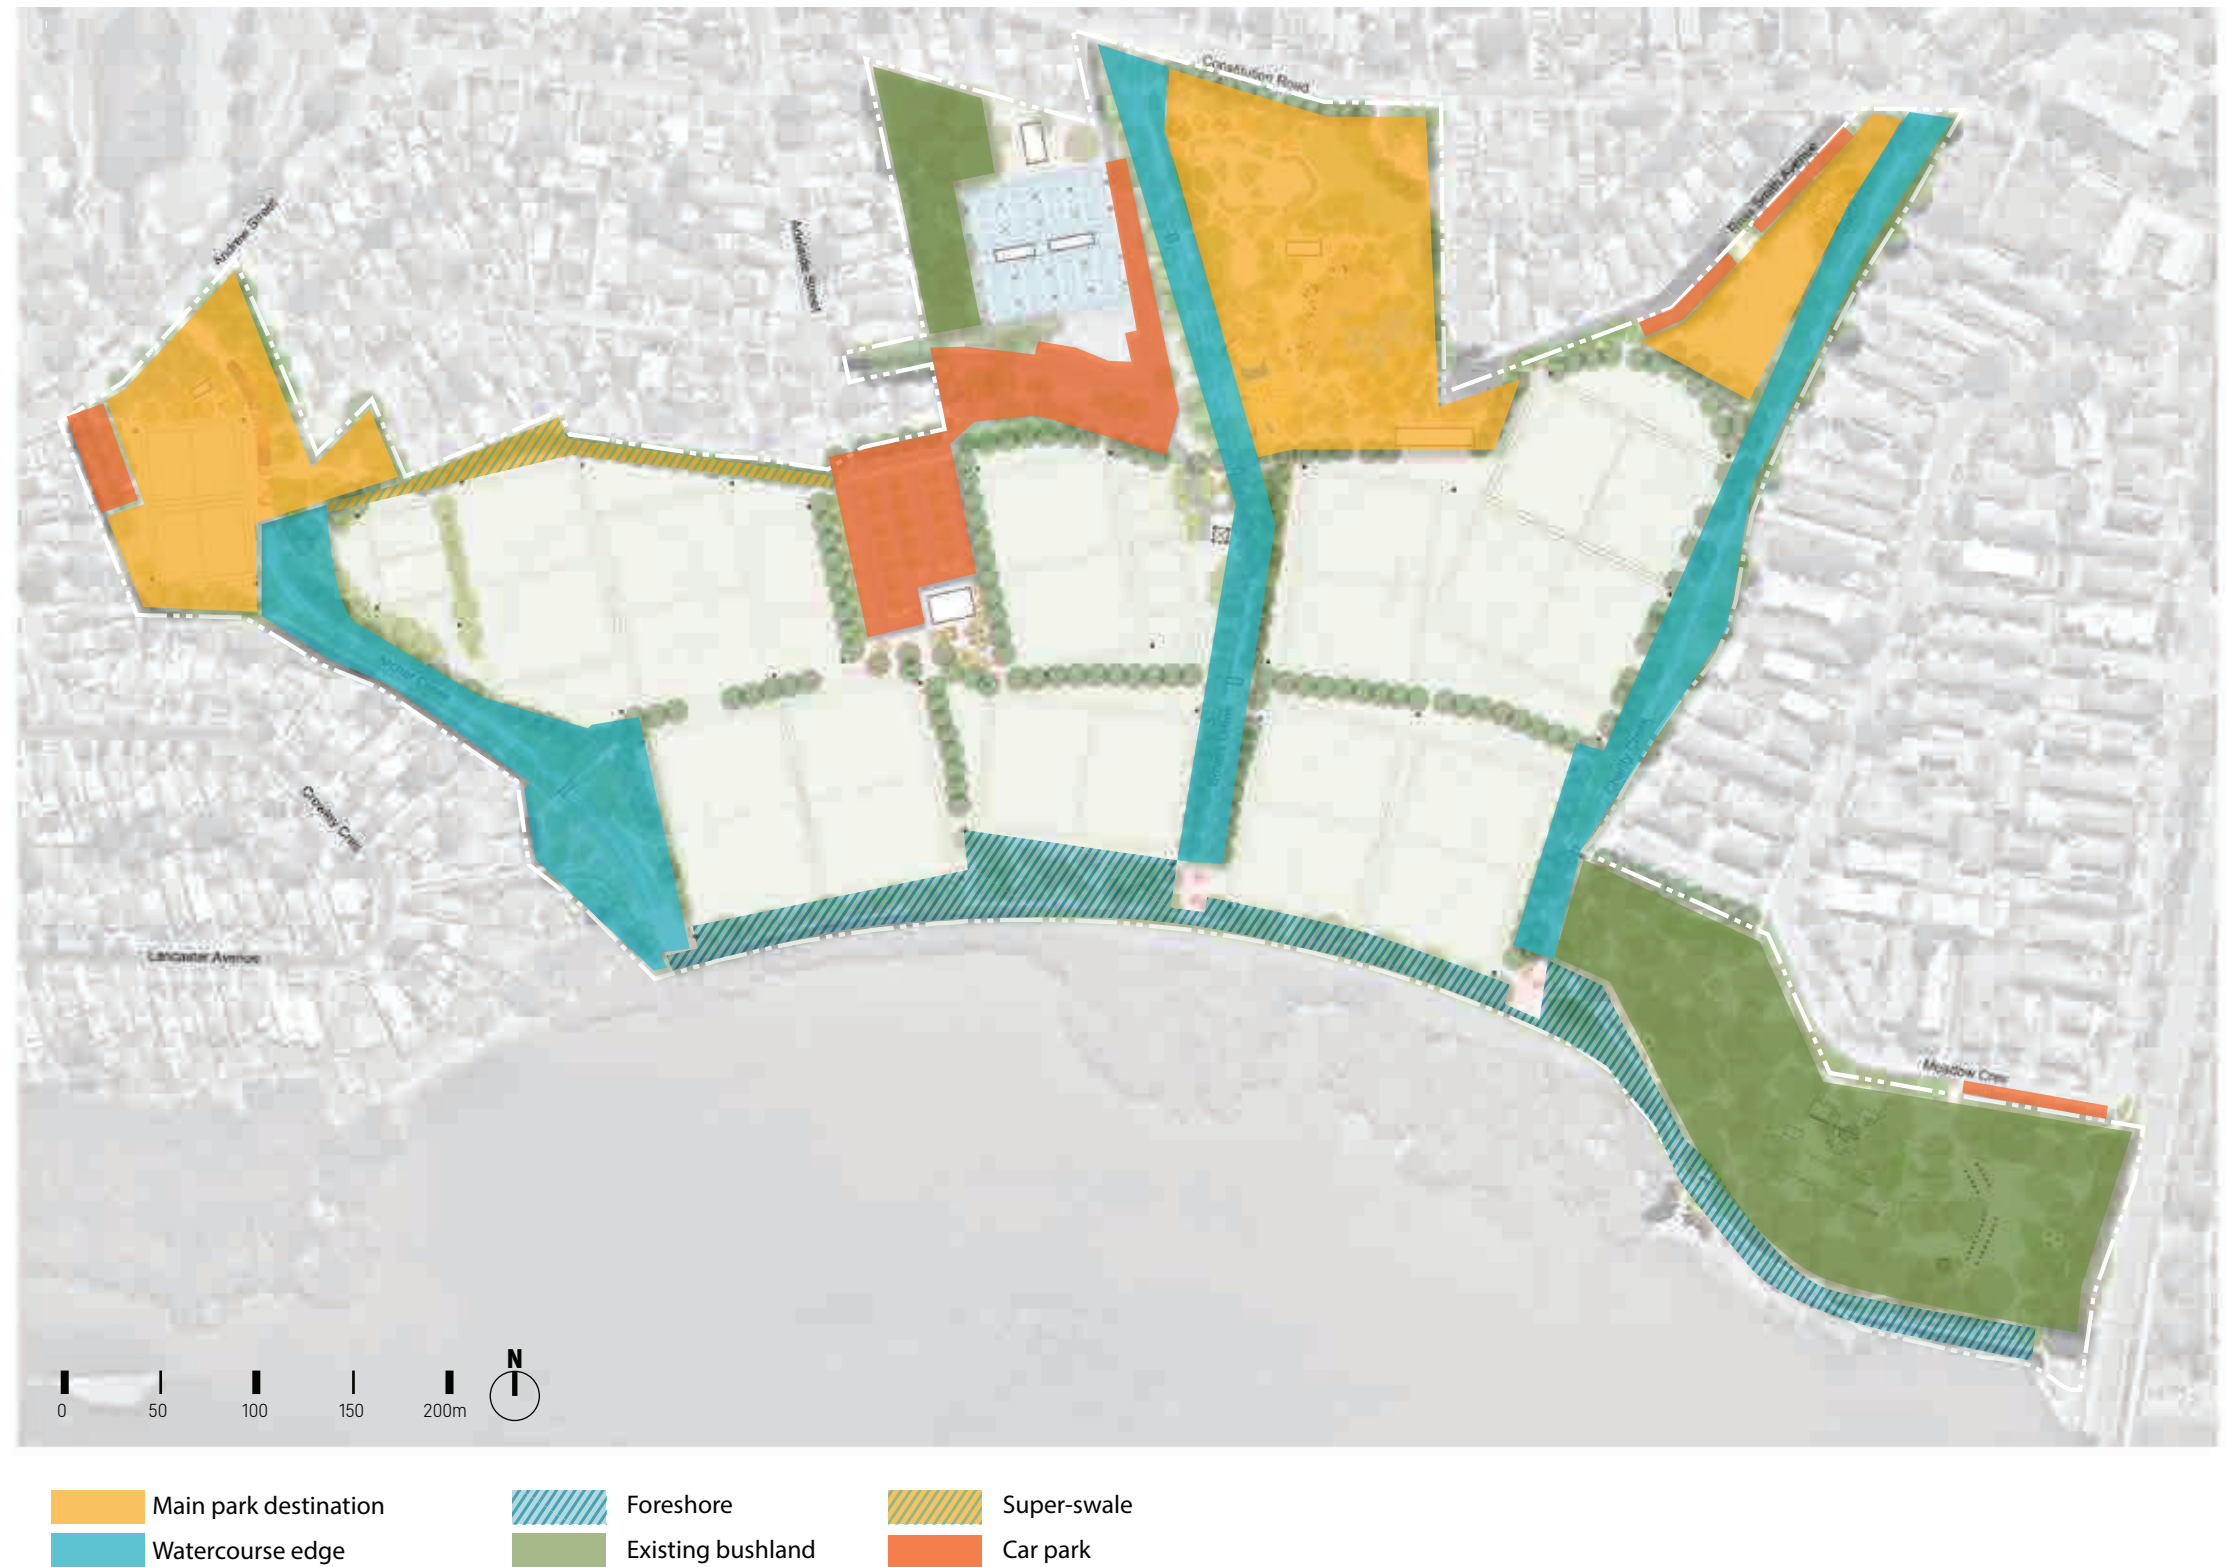 Constitution Road
Andrew Street
Adelaide Street
Crowley Cres
Lancaster Avenue
Meadow Cres
N
0 50 100 150 200m
Main park destination
Foreshore
Super-swale
Watercourse edge
Existing bushland
Car park